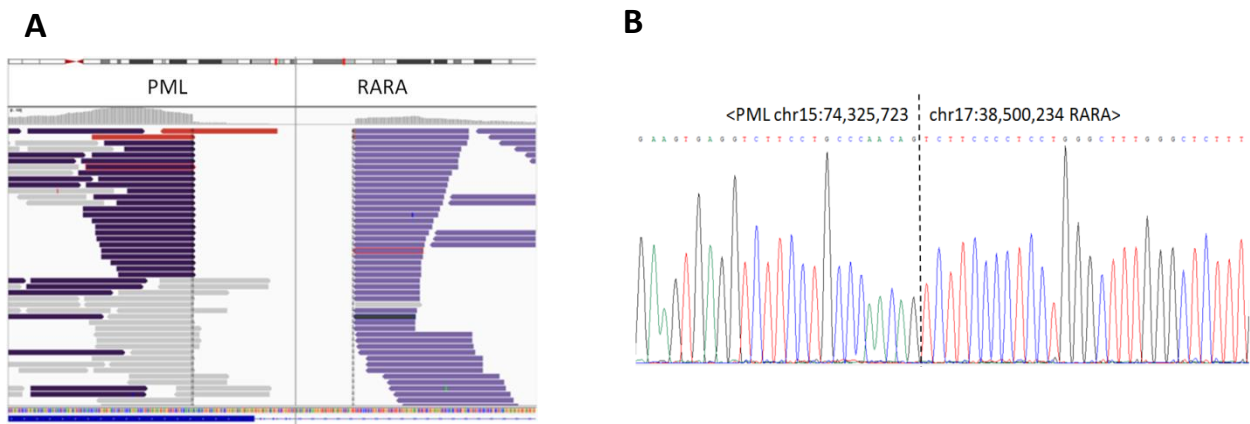 A
B
PML
RARA
<PML chr15:74,325,723
chr17:38,500,234 RARA>
G A A G T G A G G T C T T C C T G C C C A A C A G T C T T C C C C T C C T G G G C T T T G G G C T C T T T